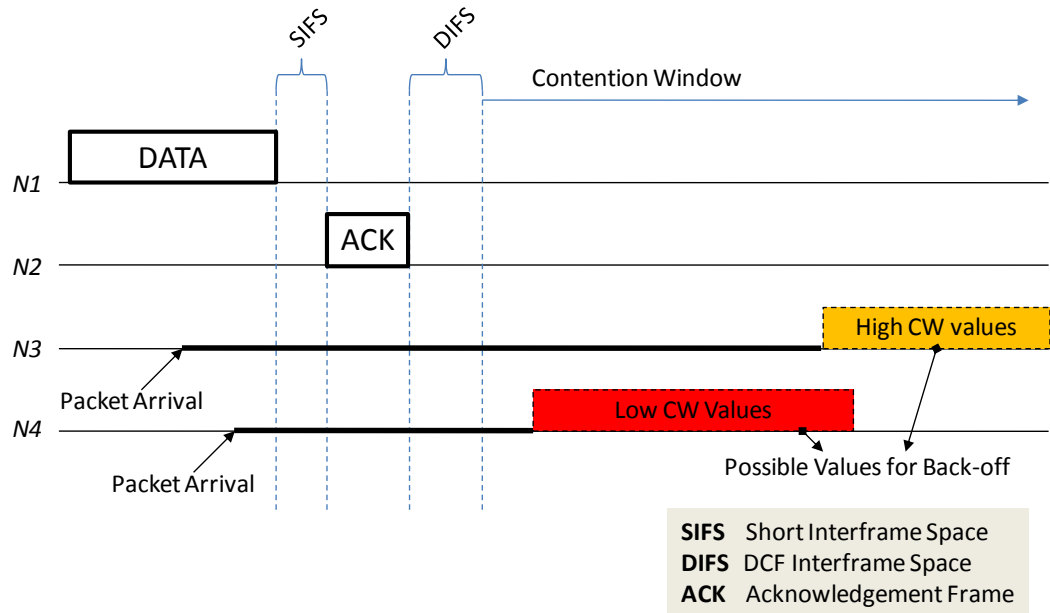 SIFS
DIFS
Contention Window
DATA
N1
ACK
N2
High CW values
N3
Packet Arrival
Low CW Values
N4
Possible Values for Back-off
Packet Arrival
SIFS Short Interframe Space
DIFS DCF Interframe Space
ACK Acknowledgement Frame